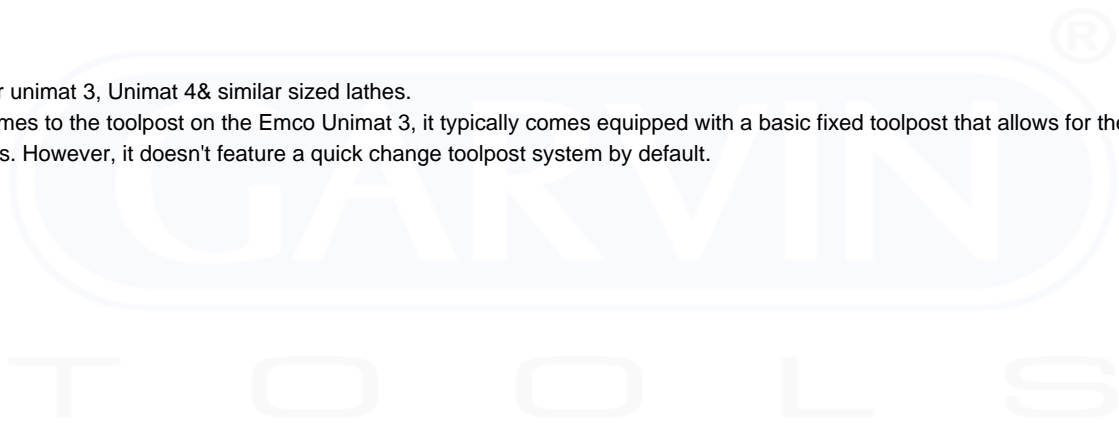 r unimat 3, Unimat 4& similar sized lathes.
mes to the toolpost on the Emco Unimat 3, it typically comes equipped with a basic fixed toolpost that allows for the
s. However, it doesn't feature a quick change toolpost system by default.
®
GARVIN
TOOLS